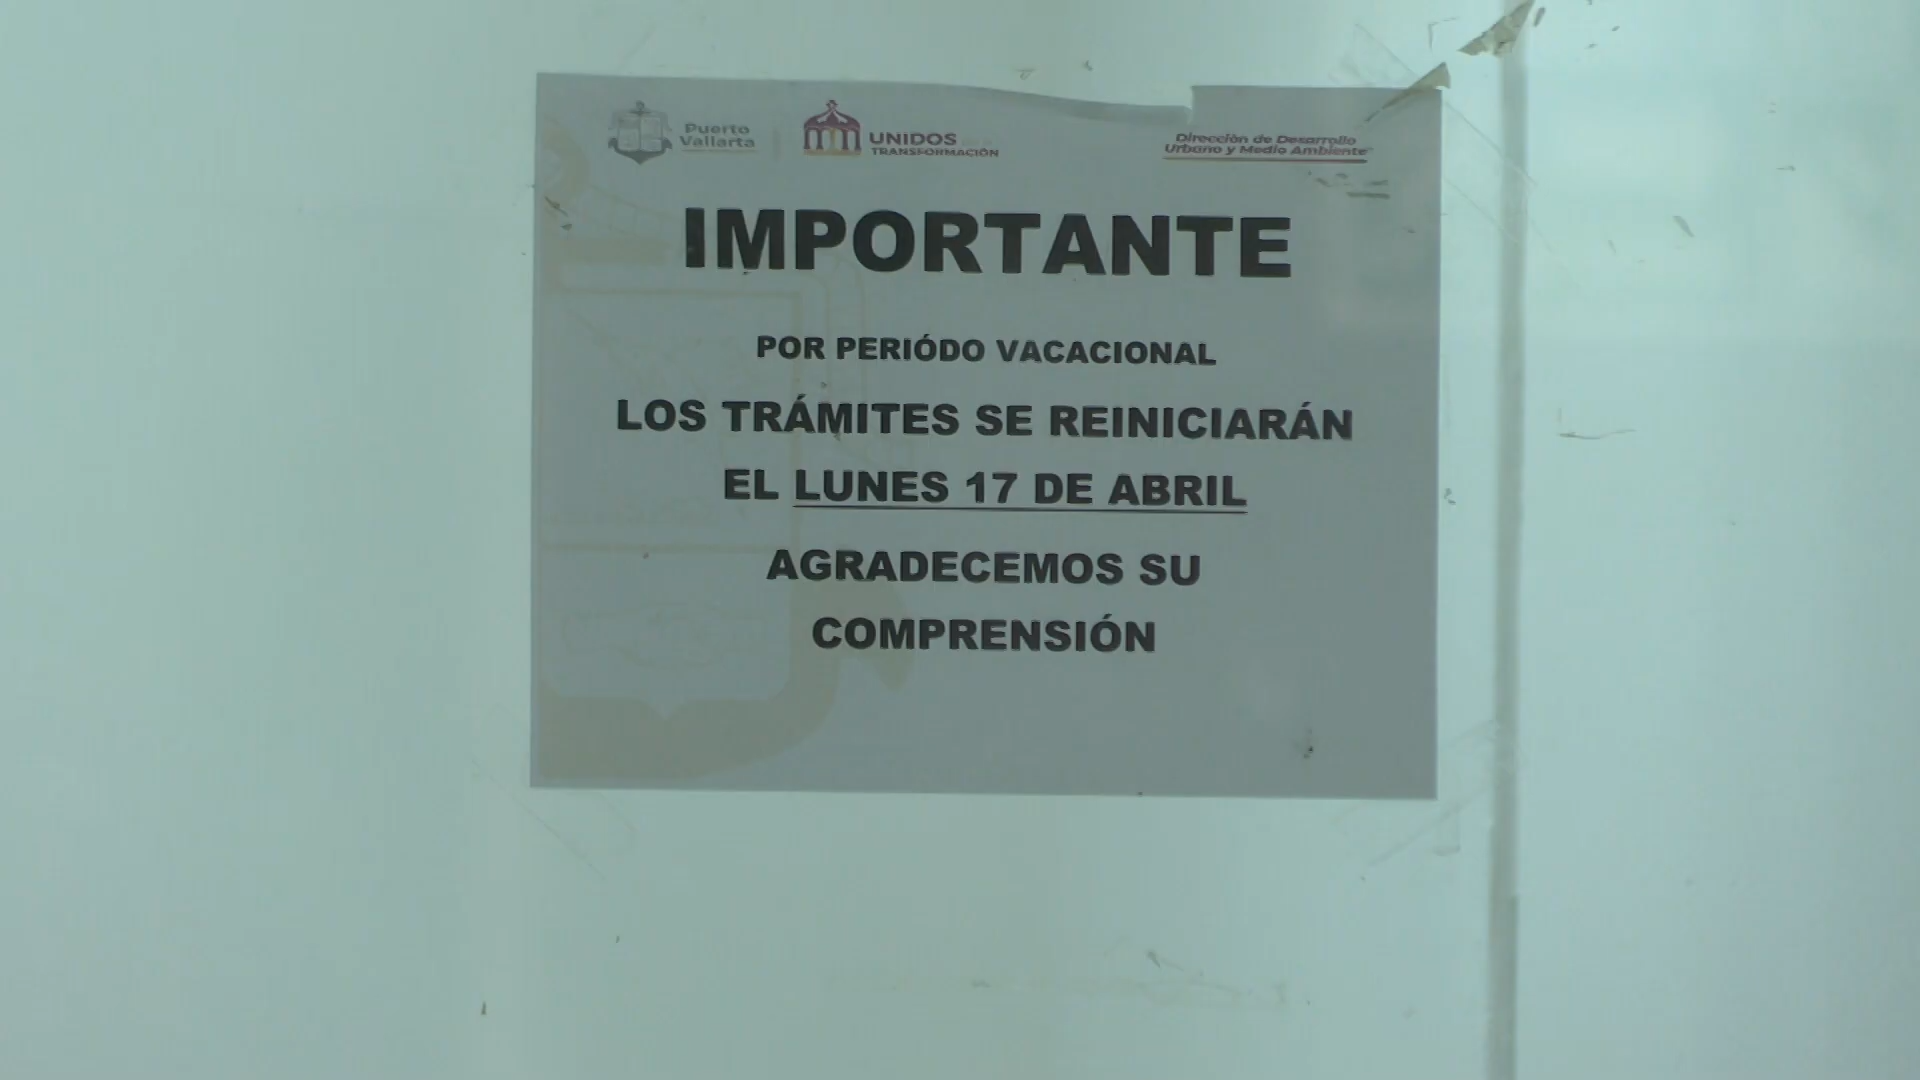 Puerto
Vallarta
UNIDOS
TRANSFORMACIÓN
Dirección de Desarrollo
Urbano y Medio Ambiente
IMPORTANTE
POR PERIÓDO VACACIONAL
LOS TRÁMITES SE REINICIARÁN
EL LUNES 17 DE ABRIL
AGRADECEMOS SU
COMPRENSIÓN